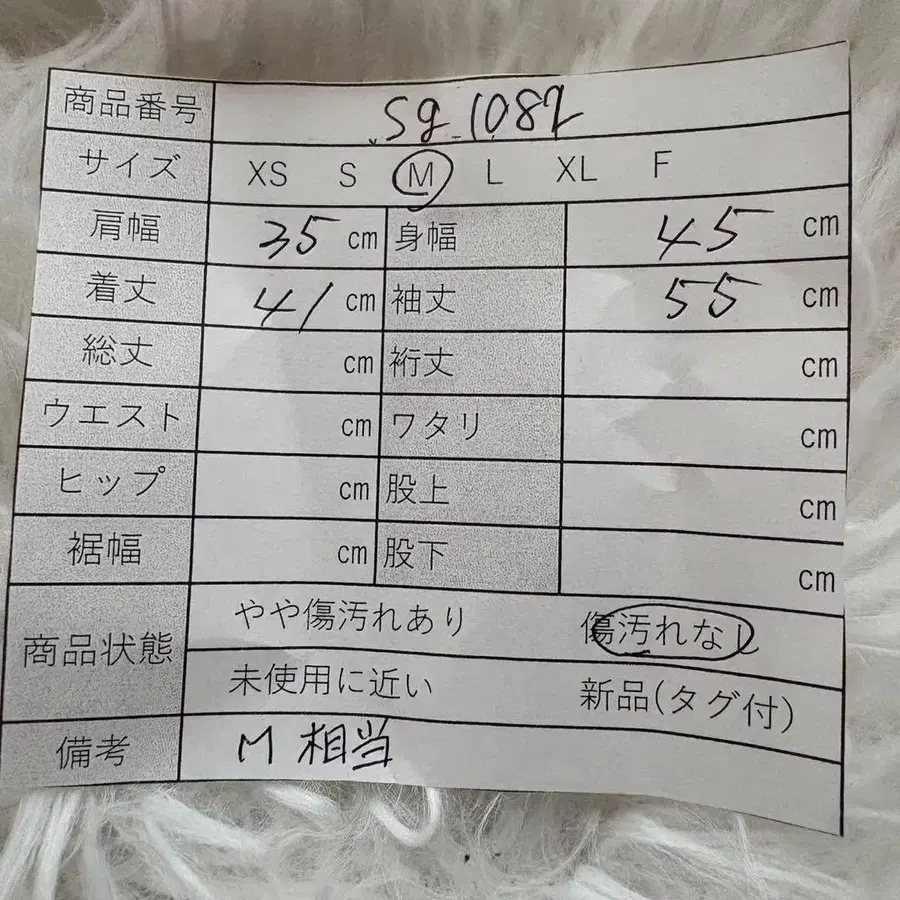 商品番号 Sg 1082
サイズ XS S M L XL F
肩幅 35 cm 身幅 45 cm
着丈 41 cm 袖丈 55 cm
総丈 cm 裄丈 cm
ウエスト cm ワタリ cm
ヒップ cm 股上 cm
裾幅 cm 股下 cm
商品状態 やや傷汚れあり 傷汚れなし
未使用に近い 新品(タグ付)
備考 M 相当